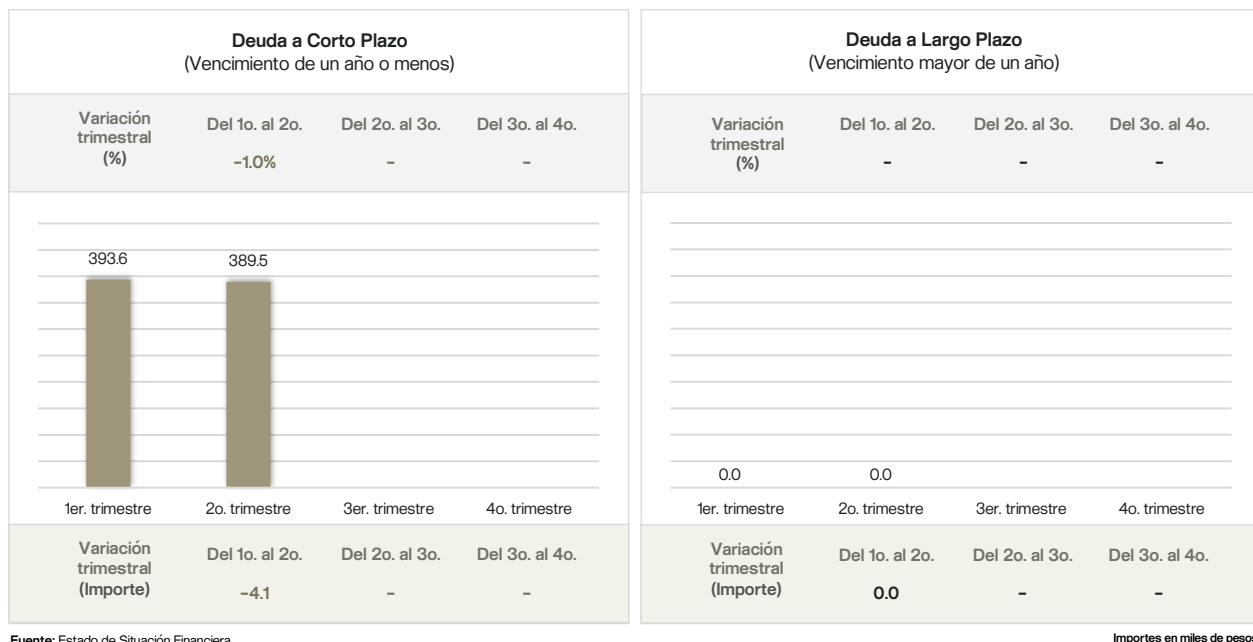 Deuda a Corto Plazo
(Vencimiento de un año o menos)
Variación
trimestral
(%)
Del 1o. al 2o.
Del 2o. al 3o.
Del 3o. al 4o.
-1.0%
-
-
393.6
389.5
1er. trimestre
2o. trimestre
3er. trimestre
4o. trimestre
Variación
trimestral
(Importe)
Del 1o. al 2o.
Del 2o. al 3o.
Del 3o. al 4o.
-4.1
-
-
Deuda a Largo Plazo
(Vencimiento mayor de un año)
Variación
trimestral
(%)
Del 1o. al 2o.
Del 2o. al 3o.
Del 3o. al 4o.
-
-
-
0.0
0.0
1er. trimestre
2o. trimestre
3er. trimestre
4o. trimestre
Variación
trimestral
(Importe)
Del 1o. al 2o.
Del 2o. al 3o.
Del 3o. al 4o.
0.0
-
-
Fuente: Estado de Situación Financiera
Importes en miles de pesos